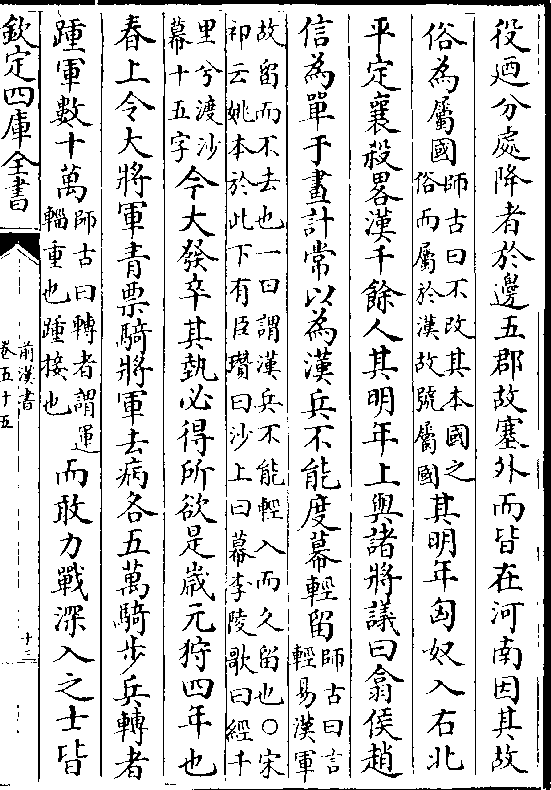 役迺分處降者於邊五郡故塞外而皆在河南因其故
俗為屬國師古曰不改其本國之俗而屬於漢故號屬國其明年匈奴入右北
平定襄殺畧漢千餘人其明年上與諸將議曰翕侯趙
信為單于畫計常以為漢兵不能度幕輕留師古曰言輕易漢軍
故留而不去也一曰謂漢兵不能輕入而久留也○宋祁云姚本於此下有臣瓚曰沙上曰幕李陵歌曰經千
里兮渡沙幕十五字今大發卒其埶必得所欲是歲元狩四年也
春上令大將軍青票騎將軍去病各五萬騎步兵轉者
踵軍數十萬師古曰轉者謂運輜重也踵接也而敢力戰深入之士皆
欽定四庫全書
前漢書
卷五十五
十三